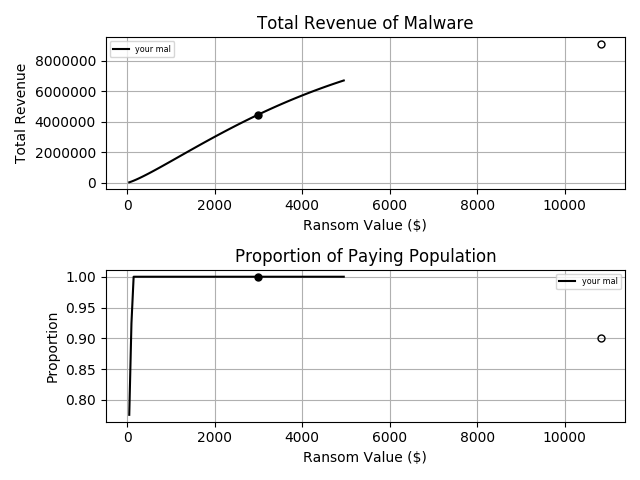 Total Revenue of Malware
your mal
8000000
6000000
4000000
2000000
0
Total Revenue
0 2000 4000 6000 8000 10000
Ransom Value ($)
Proportion of Paying Population
your mal
1.00
0.95
0.90
0.85
0.80
Proportion
0 2000 4000 6000 8000 10000
Ransom Value ($)